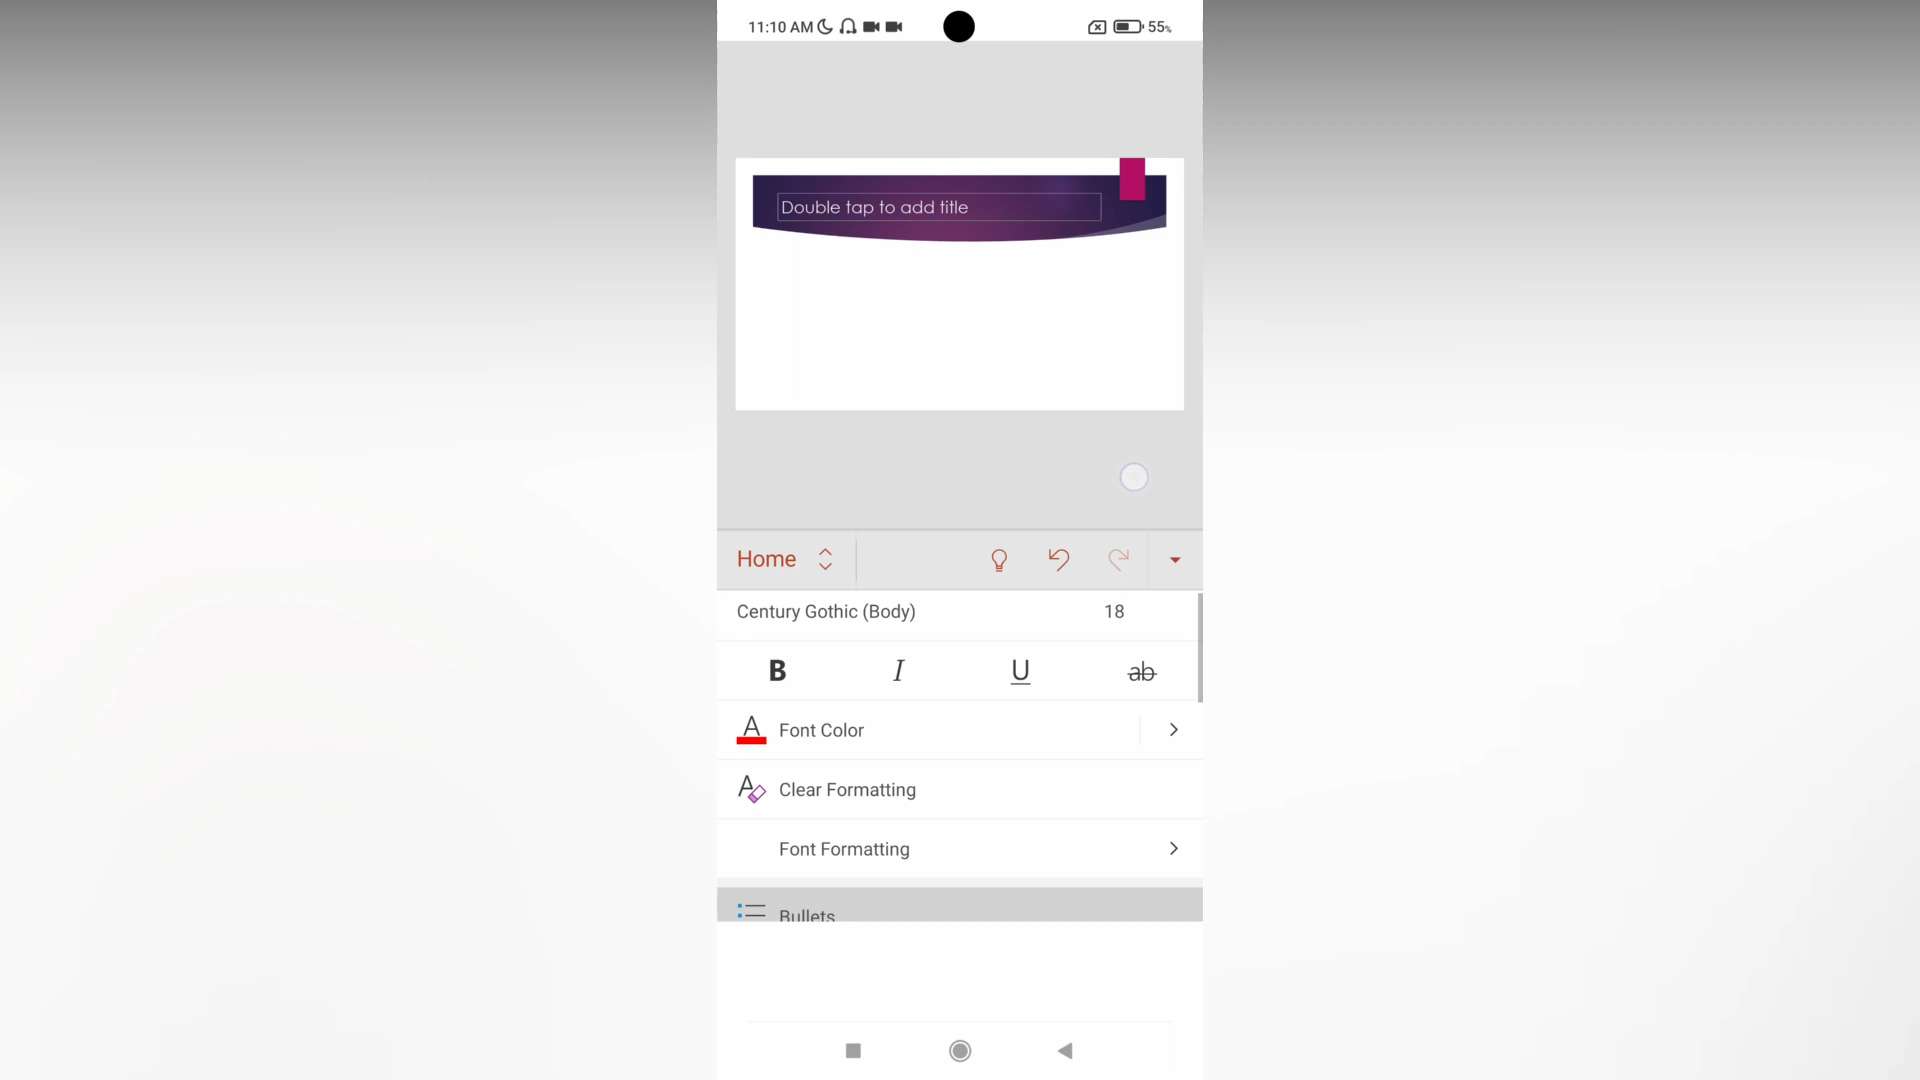 11:10 AM
55%
Double tap to add title
Home
Century Gothic (Body) 18
B I U ab
A Font Color
A Clear Formatting
Font Formatting
Bullets